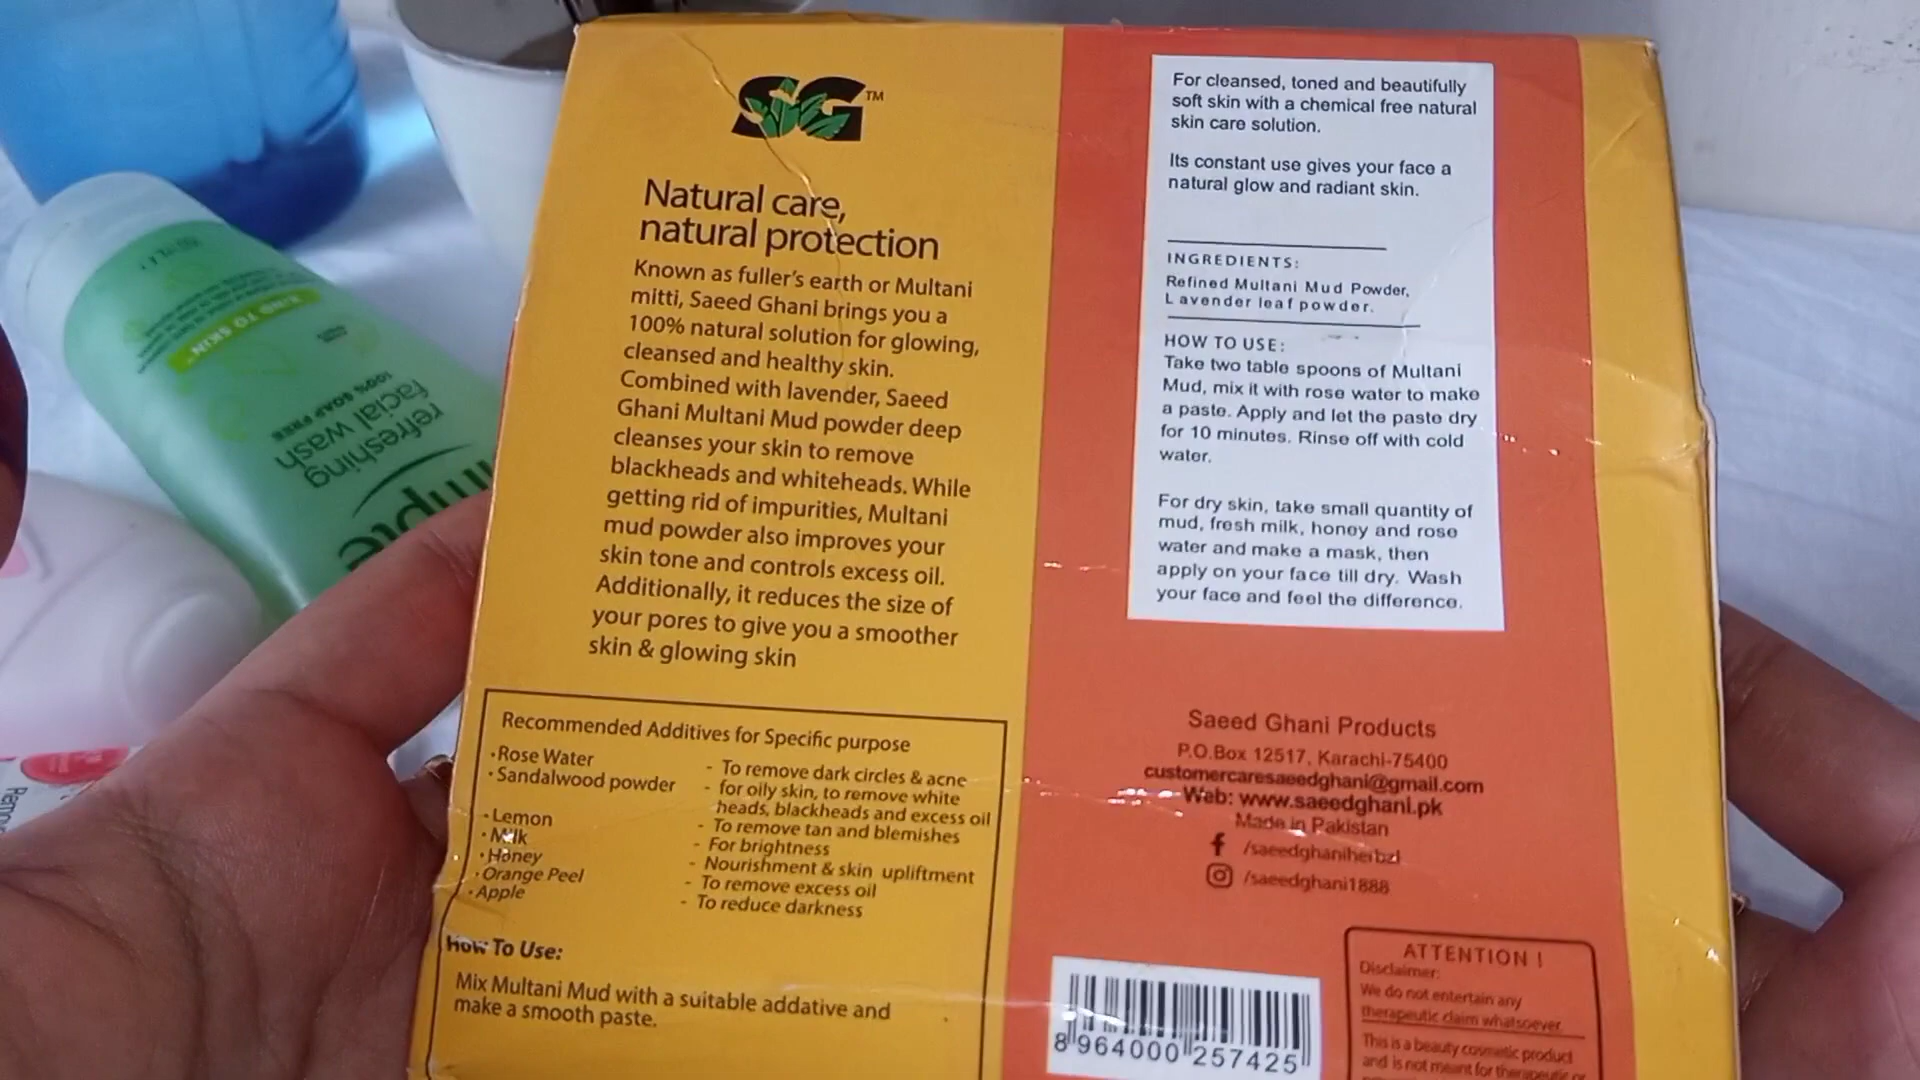 SG™
Natural care,
natural protection
Known as fuller's earth or Multani
mitti, Saeed Ghani brings you a
100% natural solution for glowing,
cleansed and healthy skin.
Combined with lavender, Saeed
Ghani Multani Mud powder deep
cleanses your skin to remove
blackheads and whiteheads. While
getting rid of impurities, Multani
mud powder also improves your
skin tone and controls excess oil.
Additionally, it reduces the size of
your pores to give you a smoother
skin & glowing skin
Recommended Additives for Specific purpose
· Rose Water - To remove dark circles & acne
· Sandalwood powder - for oily skin, to remove white
heads, blackheads and excess oil
· Lemon - To remove tan and blemishes
· Milk - For brightness
· Honey - Nourishment & skin upliftment
· Orange Peel - To remove excess oil
· Apple - To reduce darkness
How To Use:
Mix Multani Mud with a suitable addative and
make a smooth paste.
For cleansed, toned and beautifully
soft skin with a chemical free natural
skin care solution.
Its constant use gives your face a
natural glow and radiant skin.
INGREDIENTS:
Refined Multani Mud Powder,
Lavender leaf powder.
HOW TO USE:
Take two table spoons of Multani
Mud, mix it with rose water to make
a paste. Apply and let the paste dry
for 10 minutes. Rinse off with cold
water.
For dry skin, take small quantity of
mud, fresh milk, honey and rose
water and make a mask, then
apply on your face till dry. Wash
your face and feel the difference.
Saeed Ghani Products
P.O.Box 12517, Karachi-75400
customercaresaeedghani@gmail.com
Web: www.saeedghani.pk
Made in Pakistan
/saeedghaniherbal
/saeedghani1888
8 964000 257425
ATTENTION !
Disclaimer:
We do not entertain any
therapeutic claim whatsoever.
This is a beauty cosmetic product
and is not meant for therapeutic or
KIND TO SKIN
100% SOAP FREE
refreshing
facial wash